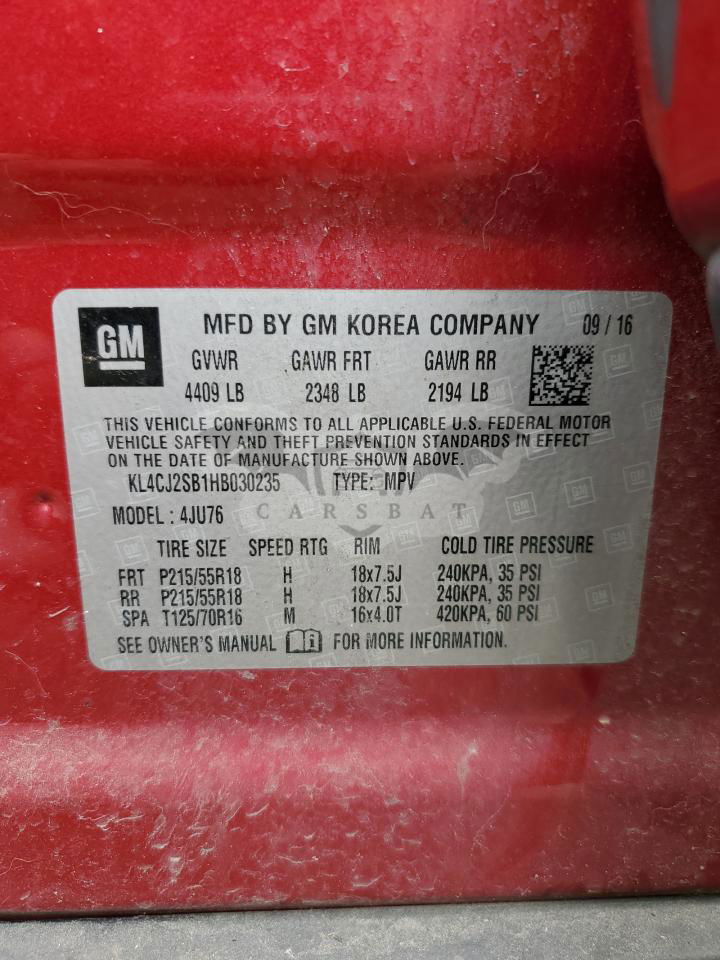 GM
MFD BY GM KOREA COMPANY 09 / 16
GVWR GAWR FRT GAWR RR
4409 LB 2348 LB 2194 LB
THIS VEHICLE CONFORMS TO ALL APPLICABLE U.S. FEDERAL MOTOR
VEHICLE SAFETY AND THEFT PREVENTION STANDARDS IN EFFECT
ON THE DATE OF MANUFACTURE SHOWN ABOVE.
KL4CJ2SB1HB030235 TYPE: MPV
CARSBAT
MODEL : 4JU76
TIRE SIZE SPEED RTG RIM COLD TIRE PRESSURE
FRT P215/55R18 H 18x7.5J 240KPA, 35 PSI
RR P215/55R18 H 18x7.5J 240KPA, 35 PSI
SPA T125/70R16 M 16x4.0T 420KPA, 60 PSI
SEE OWNER'S MANUAL FOR MORE INFORMATION.